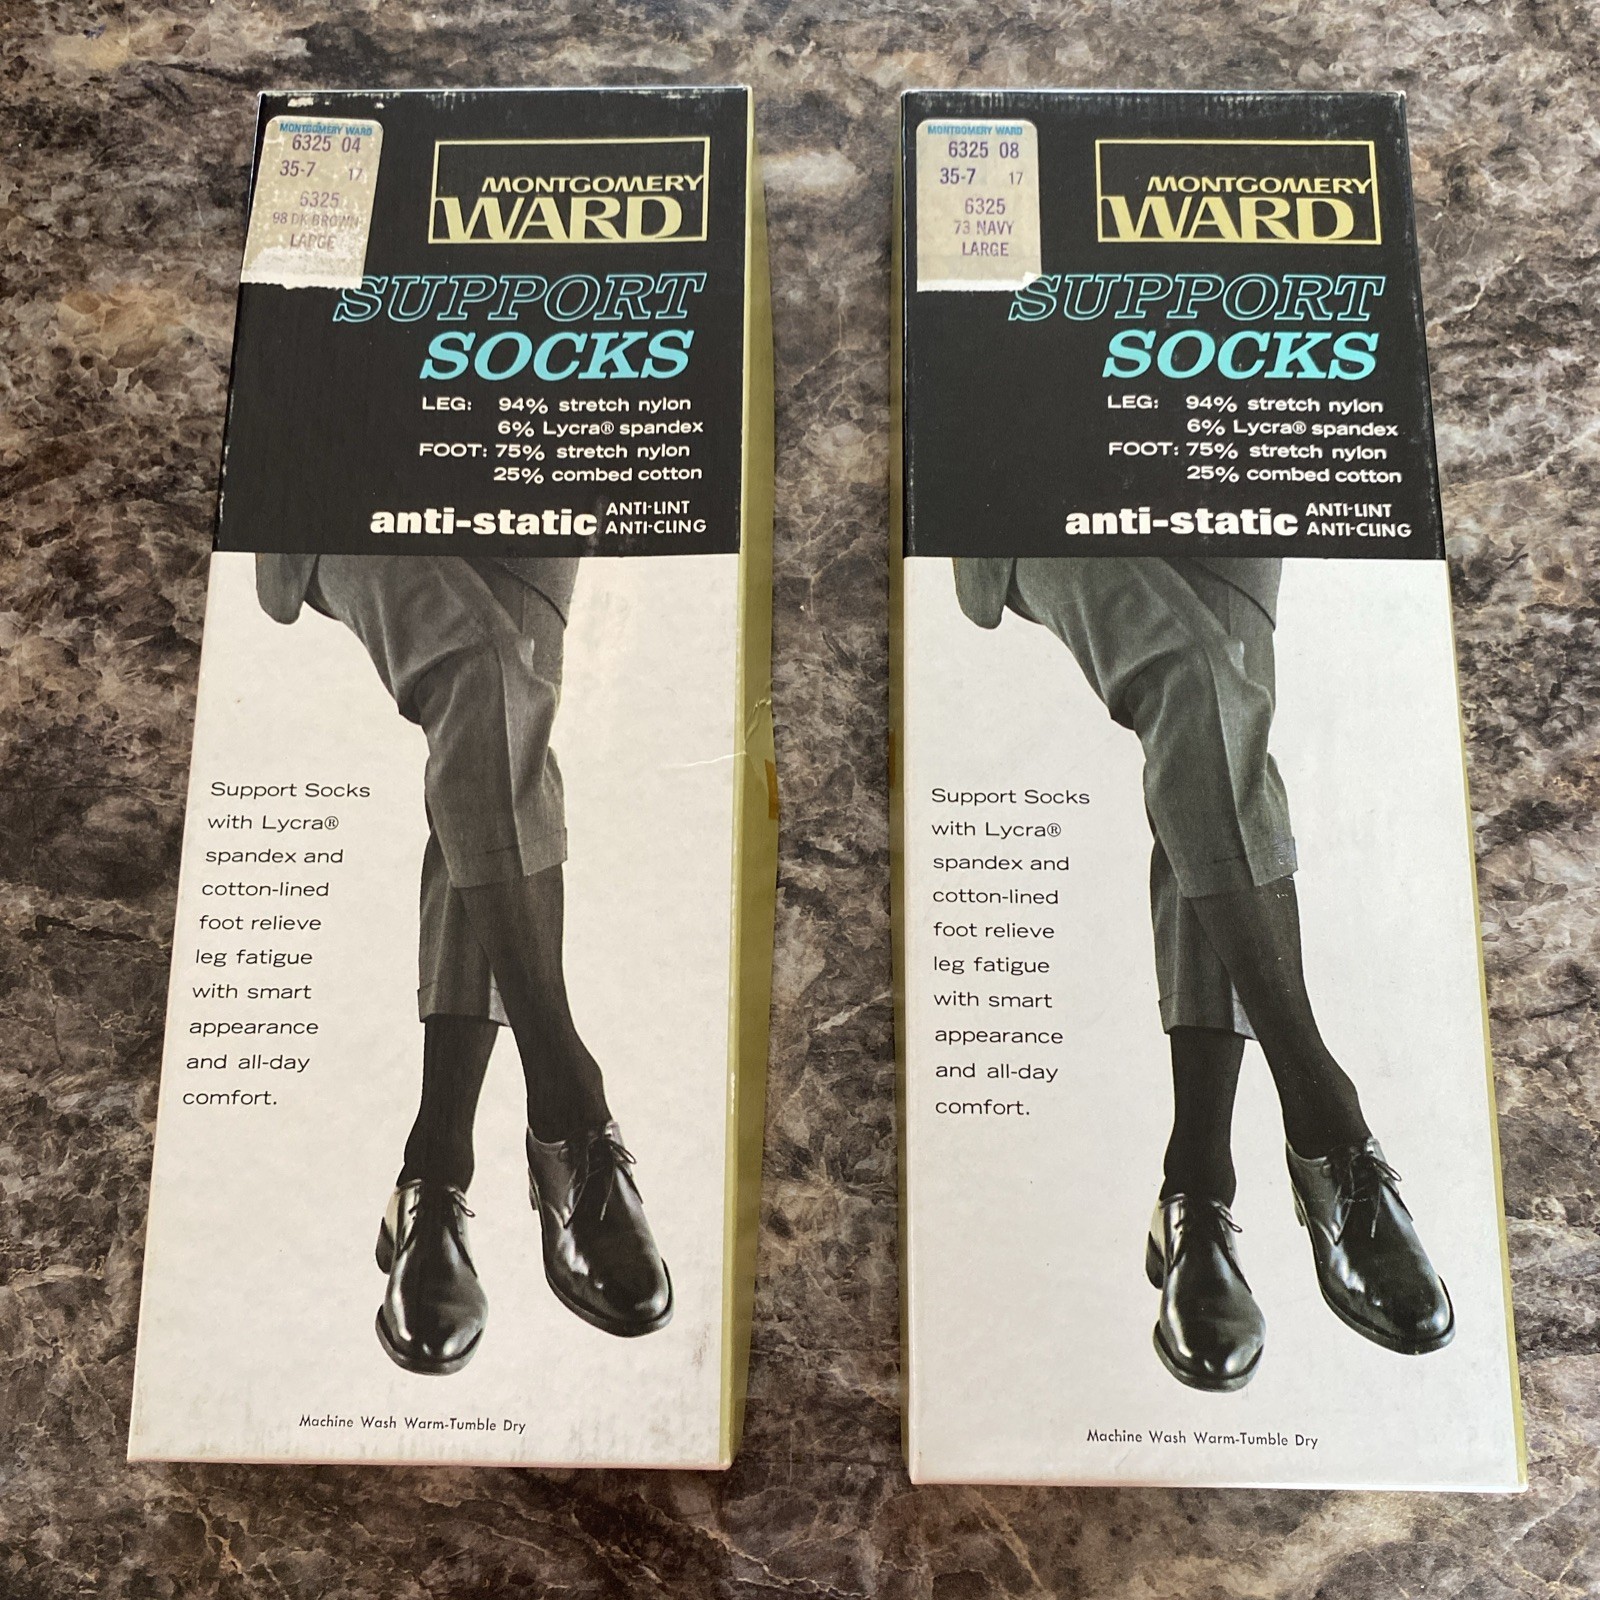 MONTGOMERY WARD
6325 04
35-7 17
6325
98 DK BROWN
LARGE
MONTGOMERY
WARD
SUPPORT
SOCKS
LEG: 94% stretch nylon
6% Lycra® spandex
FOOT: 75% stretch nylon
25% combed cotton
anti-static ANTI-LINT
ANTI-CLING
Support Socks
with Lycra®
spandex and
cotton-lined
foot relieve
leg fatigue
with smart
appearance
and all-day
comfort.
Machine Wash Warm-Tumble Dry
MONTGOMERY WARD
6325 08
35-7 17
6325
73 NAVY
LARGE
MONTGOMERY
WARD
SUPPORT
SOCKS
LEG: 94% stretch nylon
6% Lycra® spandex
FOOT: 75% stretch nylon
25% combed cotton
anti-static ANTI-LINT
ANTI-CLING
Support Socks
with Lycra®
spandex and
cotton-lined
foot relieve
leg fatigue
with smart
appearance
and all-day
comfort.
Machine Wash Warm-Tumble Dry